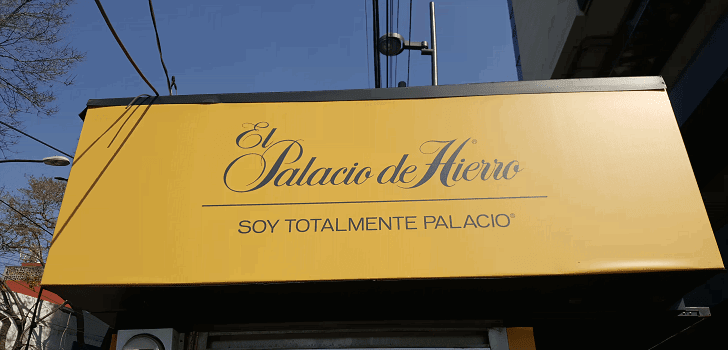 El
Palacio de Hierro®
SOY TOTALMENTE PALACIO®